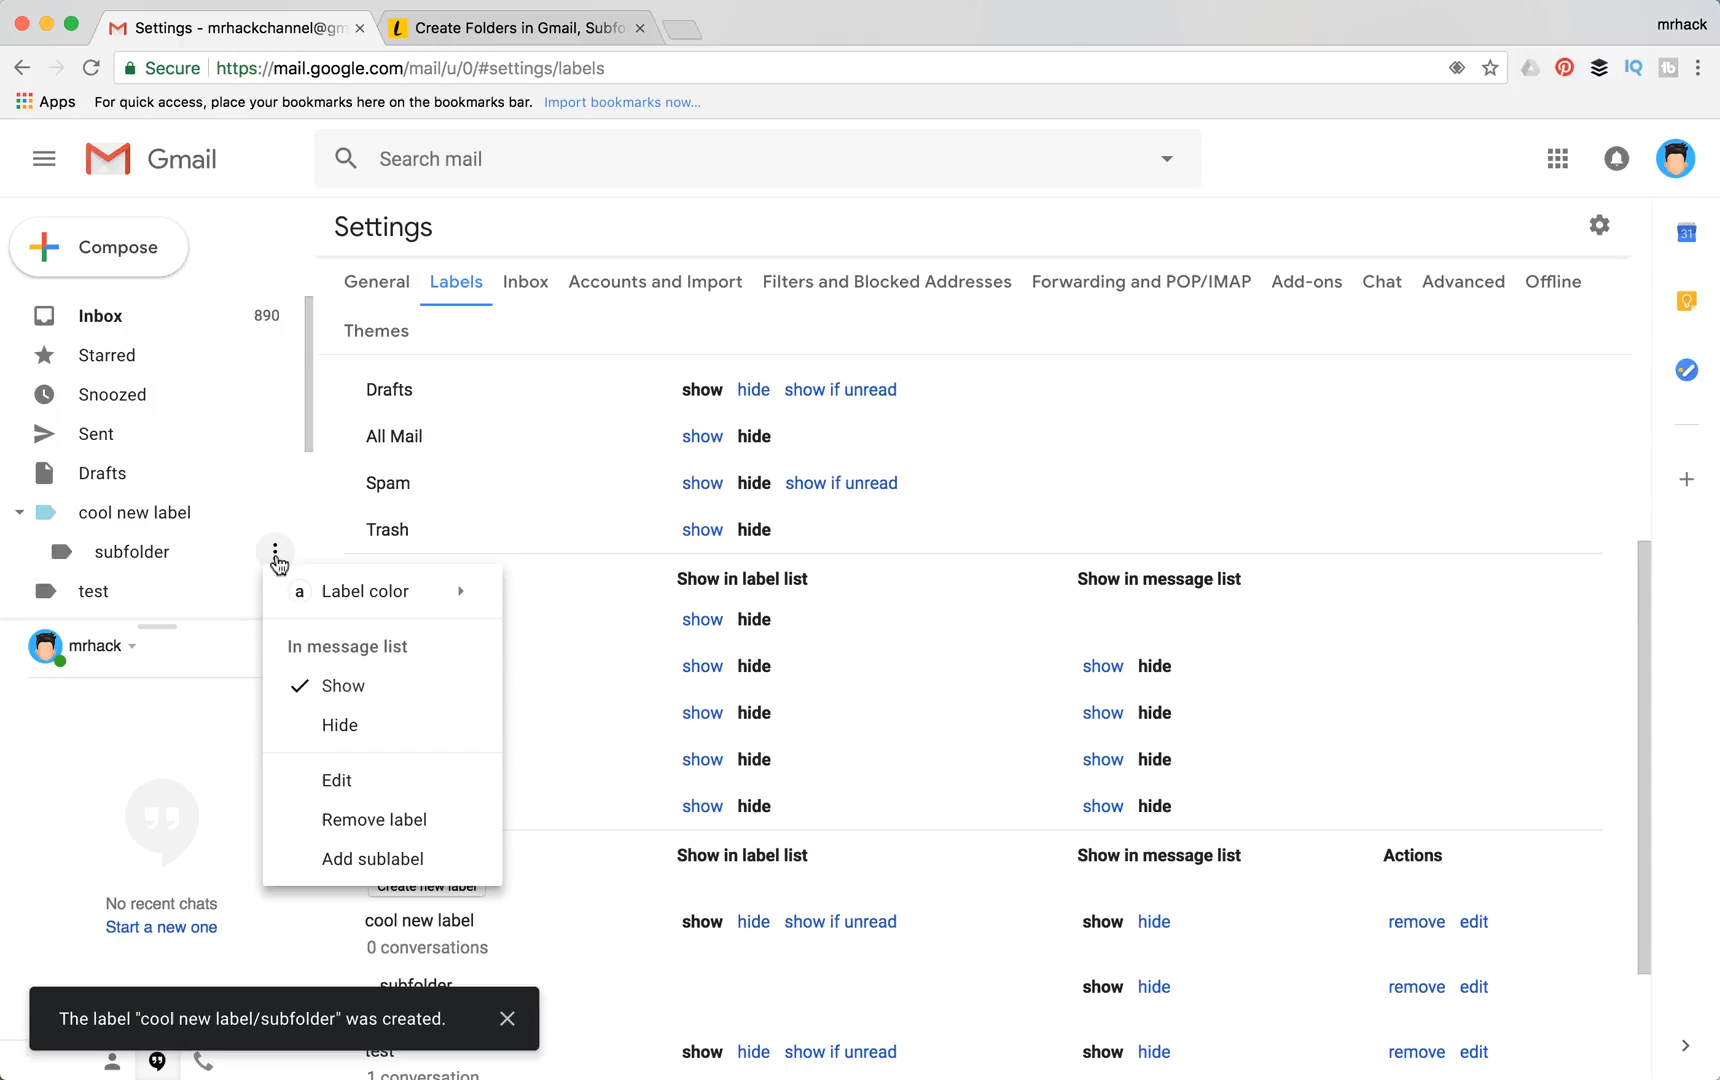 Settings - mrhackchannel@gm
Create Folders in Gmail, Subfo
mrhack
Secure
https://mail.google.com/mail/u/0/#settings/labels
Apps
For quick access, place your bookmarks here on the bookmarks bar.
Import bookmarks now...
Gmail
Search mail
Compose
Settings
31
General
Labels
Inbox
Accounts and Import
Filters and Blocked Addresses
Forwarding and POP/IMAP
Add-ons
Chat
Advanced
Offline
Themes
Inbox 890
Starred
Snoozed
Sent
Drafts
cool new label
subfolder
test
mrhack
No recent chats
Start a new one
Drafts show hide show if unread
All Mail show hide
Spam show hide show if unread
Trash show hide
Show in label list Show in message list
show hide
show hide show hide
show hide show hide
show hide show hide
show hide show hide
a Label color
In message list
Show
Hide
Edit
Remove label
Add sublabel
Show in label list Show in message list Actions
Create new label
cool new label show hide show if unread show hide remove edit
0 conversations
subfolder show hide remove edit
The label "cool new label/subfolder" was created.
test show hide show if unread show hide remove edit
1 conversation